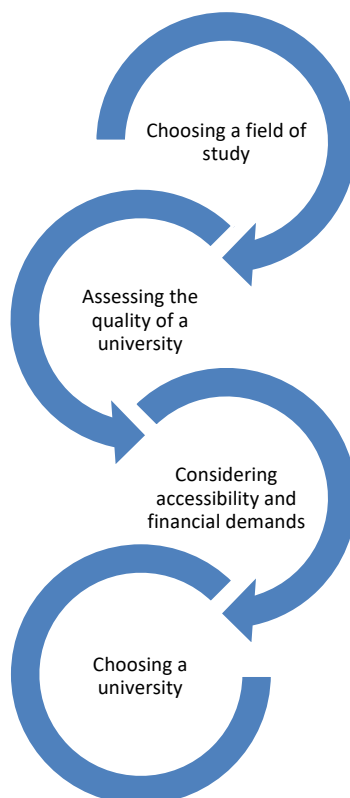 Choosing a field of
study
Assessing the
quality of a
university
Considering
accessibility and
financial demands
Choosing a
university